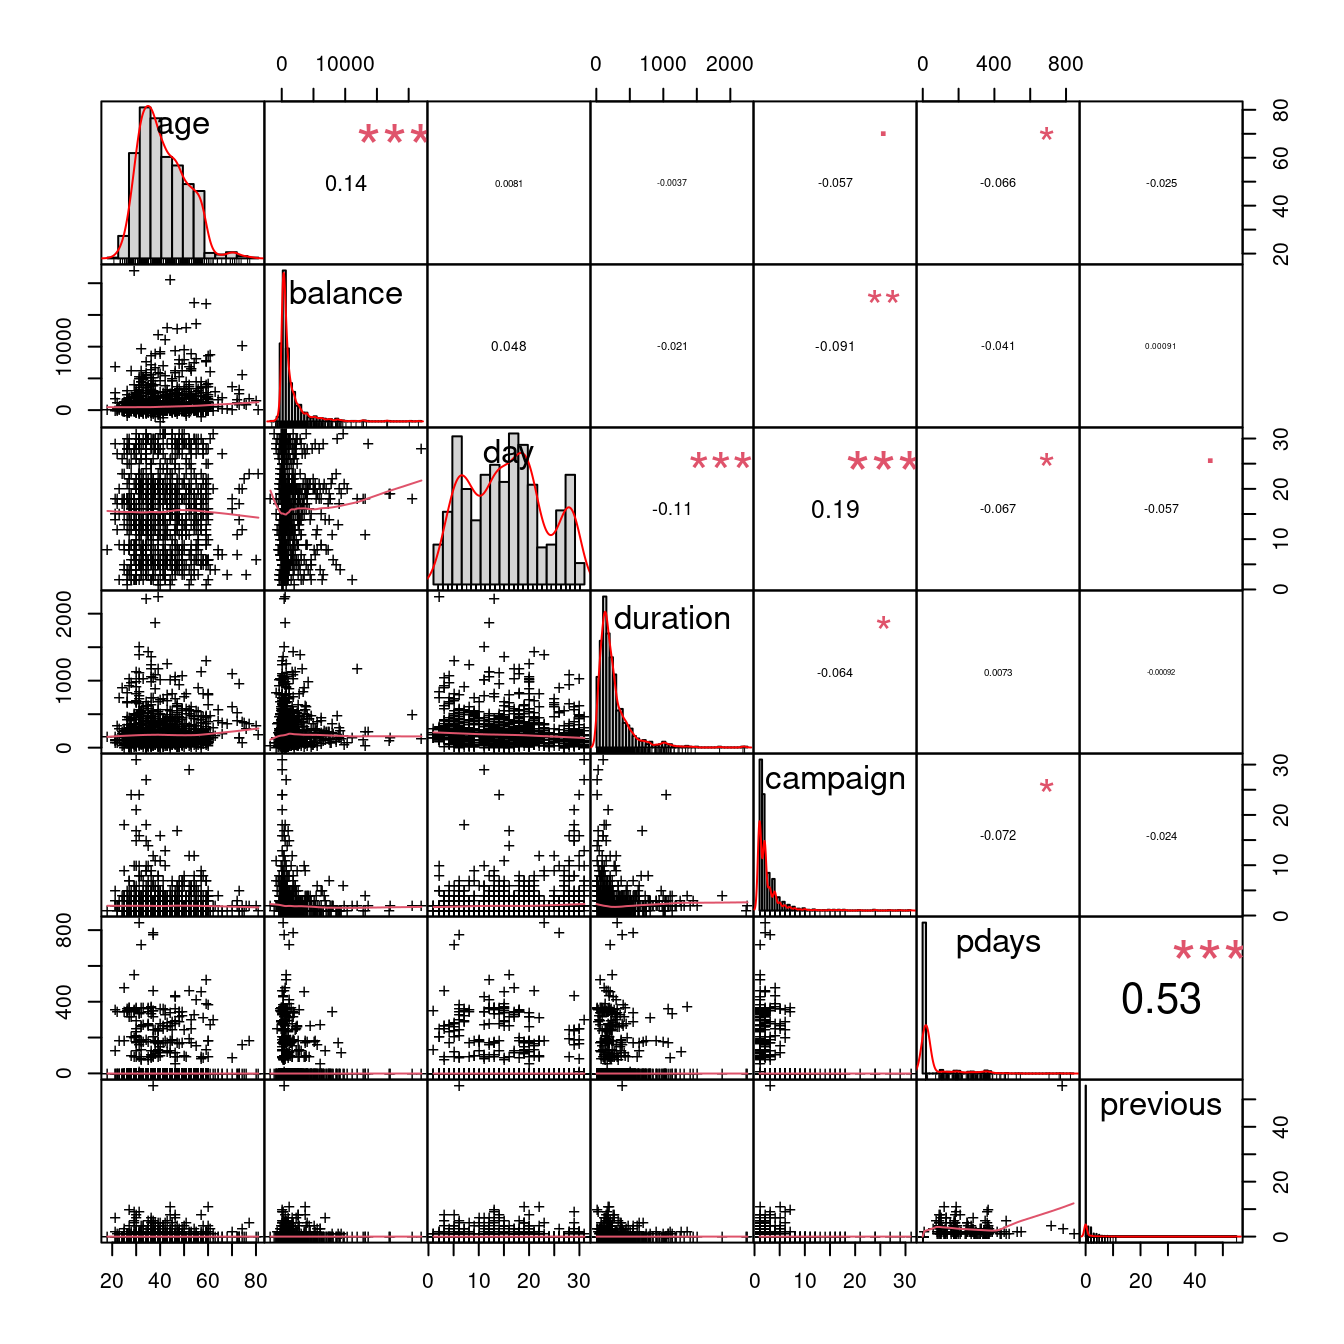 0 10000 0 1000 2000 0 400 800
age *** . *
0.14 0.0081 -0.0037 -0.057 -0.066 -0.025
20 40 60 80
balance **
0.048 -0.021 -0.091 -0.041 0.00091
0 10000
day *** *** * .
-0.11 0.19 -0.067 -0.057
0 10 20 30
duration *
-0.064 0.0073 -0.00092
0 1000 2000
campaign *
-0.072 -0.024
0 10 20 30
pdays ***
0.53
0 400 800
previous
0 20 40
20 40 60 80 0 10 20 30 0 10 20 30 0 20 40